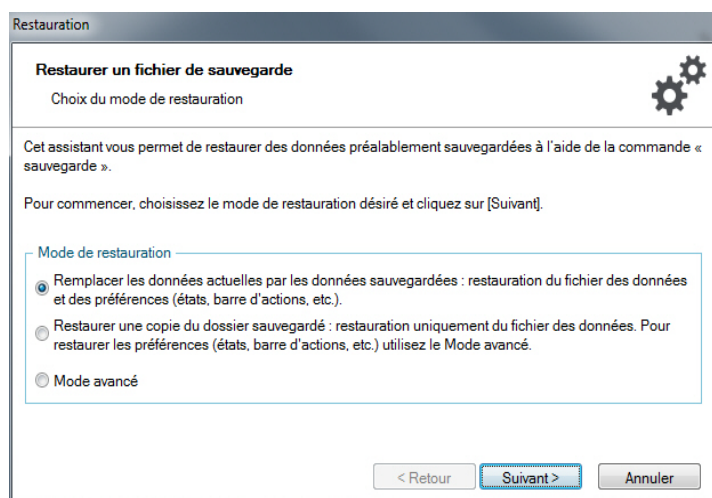 Restauration
Restaurer un fichier de sauvegarde
Choix du mode de restauration
Cet assistant vous permet de restaurer des données préalablement sauvegardées à l'aide de la commande «
sauvegarde ».
Pour commencer, choisissez le mode de restauration désiré et cliquez sur [Suivant].
Mode de restauration
Remplacer les données actuelles par les données sauvegardées : restauration du fichier des données
et des préférences (états, barre d'actions, etc.).
Restaurer une copie du dossier sauvegardé : restauration uniquement du fichier des données. Pour
restaurer les préférences (états, barre d'actions, etc.) utilisez le Mode avancé.
Mode avancé
< Retour
Suivant >
Annuler